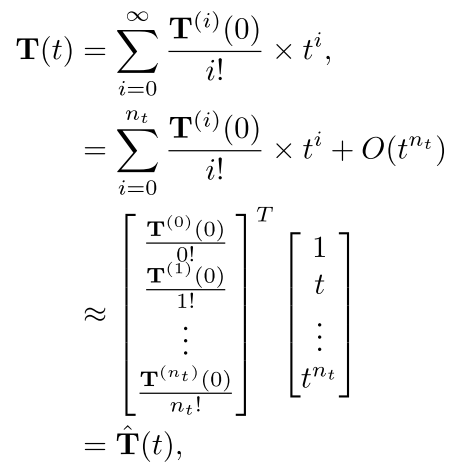 $\mathbf{T}(t) = \sum_{i=0}^{\infty} \frac{\mathbf{T}^{(i)}(0)}{i!} \times t^{i},$
$= \sum_{i=0}^{n_t} \frac{\mathbf{T}^{(i)}(0)}{i!} \times t^{i} + O(t^{n_t})$
$\approx \begin{bmatrix} \frac{\mathbf{T}^{(0)}(0)}{0!} \\ \frac{\mathbf{T}^{(1)}(0)}{1!} \\ \vdots \\ \frac{\mathbf{T}^{(n_t)}(0)}{n_t!} \end{bmatrix}^{T} \begin{bmatrix} 1 \\ t \\ \vdots \\ t^{n_t} \end{bmatrix}$
$= \hat{\mathbf{T}}(t),$